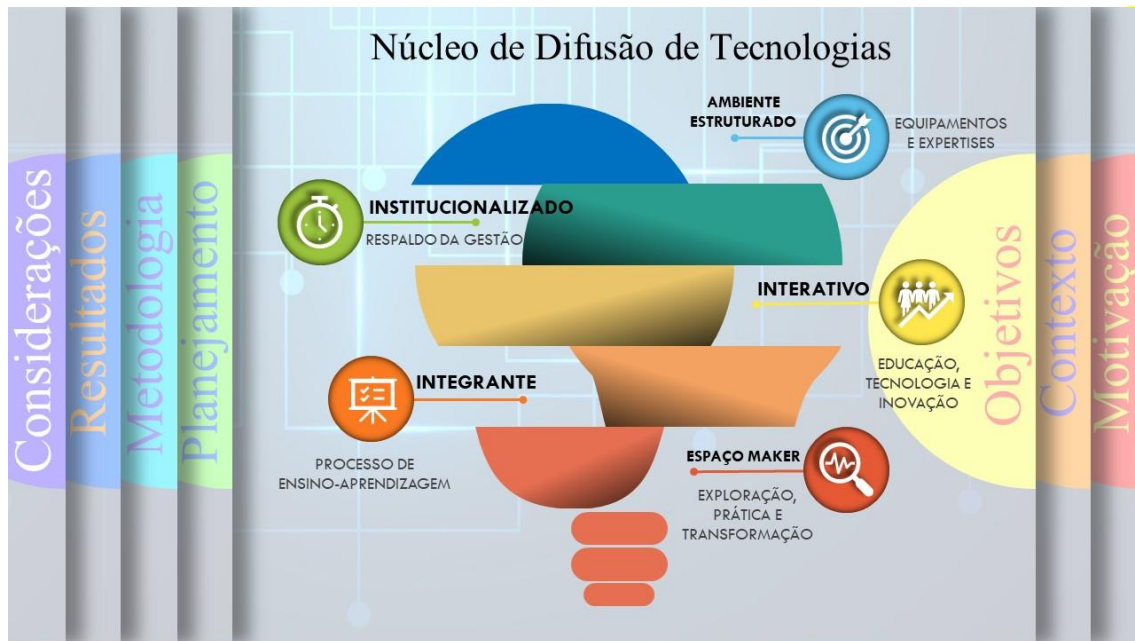 Núcleo de Difusão de Tecnologias
AMBIENTE
ESTRUTURADO
EQUIPAMENTOS
E EXPERTISES
INSTITUCIONALIZADO
RESPALDO DA GESTÃO
INTERATIVO
EDUCAÇÃO,
TECNOLOGIA E
INOVAÇÃO
INTEGRANTE
PROCESSO DE
ENSINO-APRENDIZAGEM
ESPAÇO MAKER
EXPLORAÇÃO,
PRÁTICA E
TRANSFORMAÇÃO
Considerações
Resultados
Metodologia
Planejamento
Objetivos
Contexto
Motivação